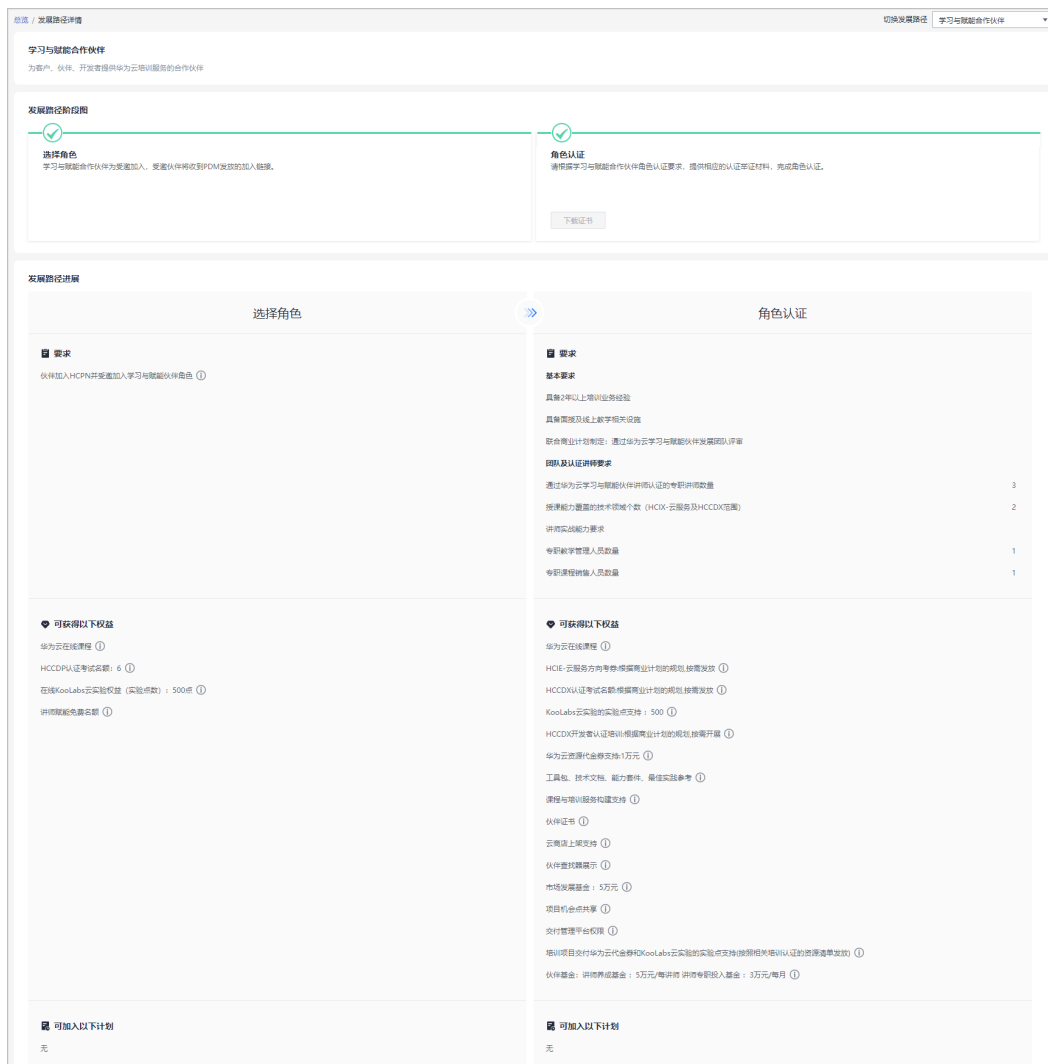 总览 / 发展路径详情
切换发展路径 学习与赋能合作伙伴
学习与赋能合作伙伴
为客户、伙伴、开发者提供华为云培训服务的合作伙伴
发展路径阶段图
选择角色
学习与赋能合作伙伴为受邀加入，受邀伙伴将收到PDM发放的加入链接。
角色认证
请根据学习与赋能合作伙伴角色认证要求，提供相应的认证举证材料，完成角色认证。
下载证书
发展路径进展
选择角色
要求
伙伴加入HCPN并受邀加入学习与赋能伙伴角色
可获得以下权益
华为云在线课程
HCCDP认证考试名额：6
在线KooLabs云实验权益（实验点数）：500点
讲师赋能免费名额
可加入以下计划
无
角色认证
要求
基本要求
具备2年以上培训业务经验
具备面授及线上教学相关设施
联合商业计划制定：通过华为云学习与赋能伙伴发展团队评审
团队及认证讲师要求
通过华为云学习与赋能伙伴讲师认证的专职讲师数量 3
授课能力覆盖的技术领域个数（HCIX-云服务及HCCDX范围） 2
讲师实战能力要求
专职教学管理人员数量 1
专职课程销售人员数量 1
可获得以下权益
华为云在线课程
HCIE-云服务方向考券:根据商业计划的规划,按需发放
HCCDX认证考试名额:根据商业计划的规划,按需发放
KooLabs云实验的实验点支持：500
HCCDX开发者认证培训:根据商业计划的规划,按需开展
华为云资源代金券支持:1万元
工具包、技术文档、能力套件、最佳实践参考
课程与培训服务构建支持
伙伴证书
云商店上架支持
伙伴查找器展示
市场发展基金：5万元
项目机会点共享
交付管理平台权限
培训项目交付华为云代金券和KooLabs云实验的实验点支持(按照相关培训认证的资源清单发放)
伙伴基金：讲师养成基金：5万元/每讲师 讲师专职投入基金：3万元/每月
可加入以下计划
无